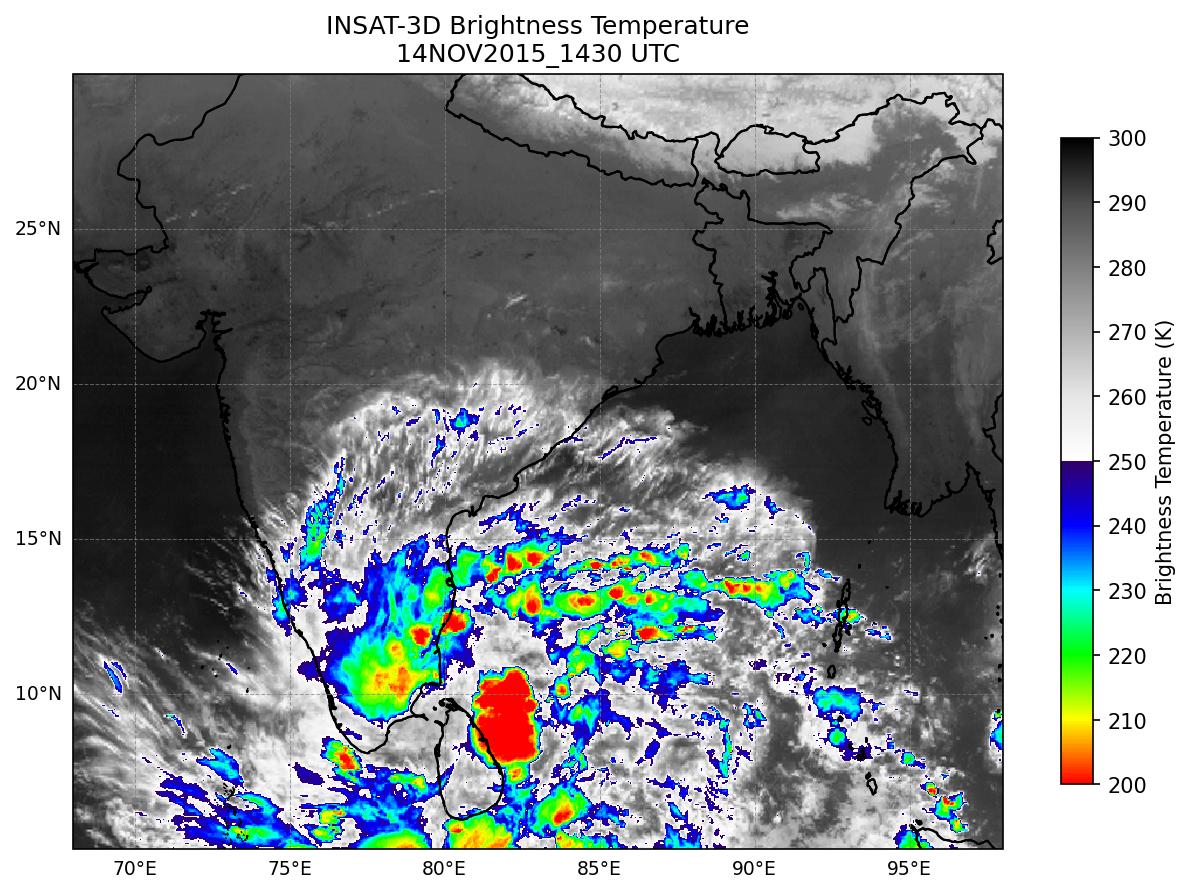 INSAT-3D Brightness Temperature
14NOV2015_1430 UTC
25°N
20°N
15°N
10°N
70°E
75°E
80°E
85°E
90°E
95°E
300
290
280
270
260
250
240
230
220
210
200
Brightness Temperature (K)